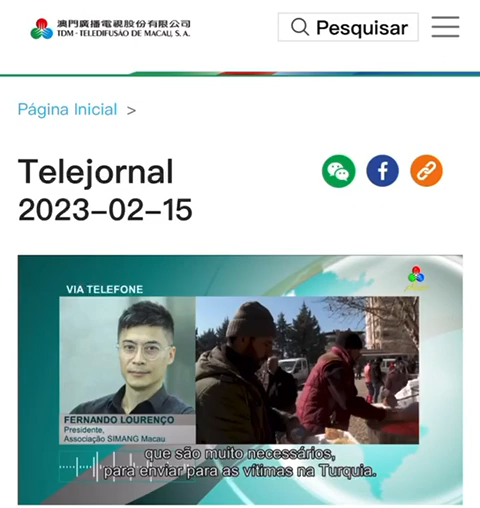 澳門廣播電視股份有限公司
TDM - TELEDIFUSÃO DE MACAU, S. A.
Pesquisar
Página Inicial >
Telejornal
2023-02-15
VIA TELEFONE
FERNANDO LOURENÇO
Presidente,
Associação SIMANG Macau
que são muito necessários,
para enviar para as vítimas na Turquia.